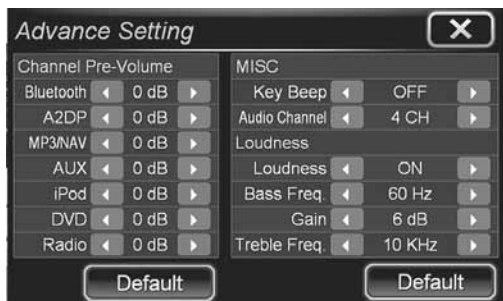 Advance Setting
Channel Pre-Volume
Bluetooth 0 dB
A2DP 0 dB
MP3/NAV 0 dB
AUX 0 dB
iPod 0 dB
DVD 0 dB
Radio 0 dB
Default
MISC
Key Beep OFF
Audio Channel 4 CH
Loudness
Loudness ON
Bass Freq. 60 Hz
Gain 6 dB
Treble Freq. 10 KHz
Default